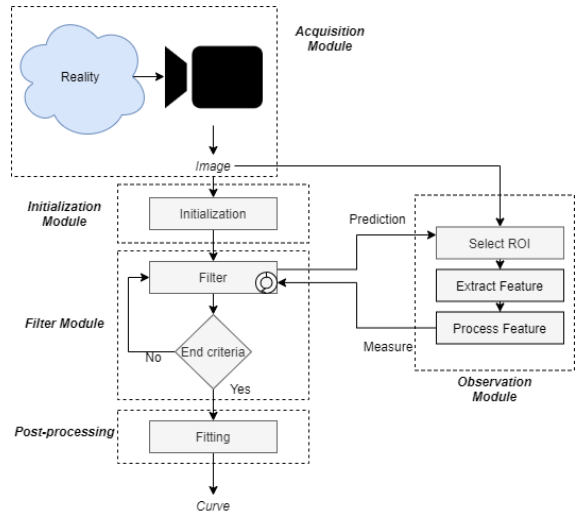 Acquisition
Module
Reality
Image
Initialization
Module
Initialization
Prediction
Select ROI
Filter
Extract Feature
Filter Module
Process Feature
End criteria
Measure
No
Observation
Module
Yes
Post-processing
Fitting
Curve